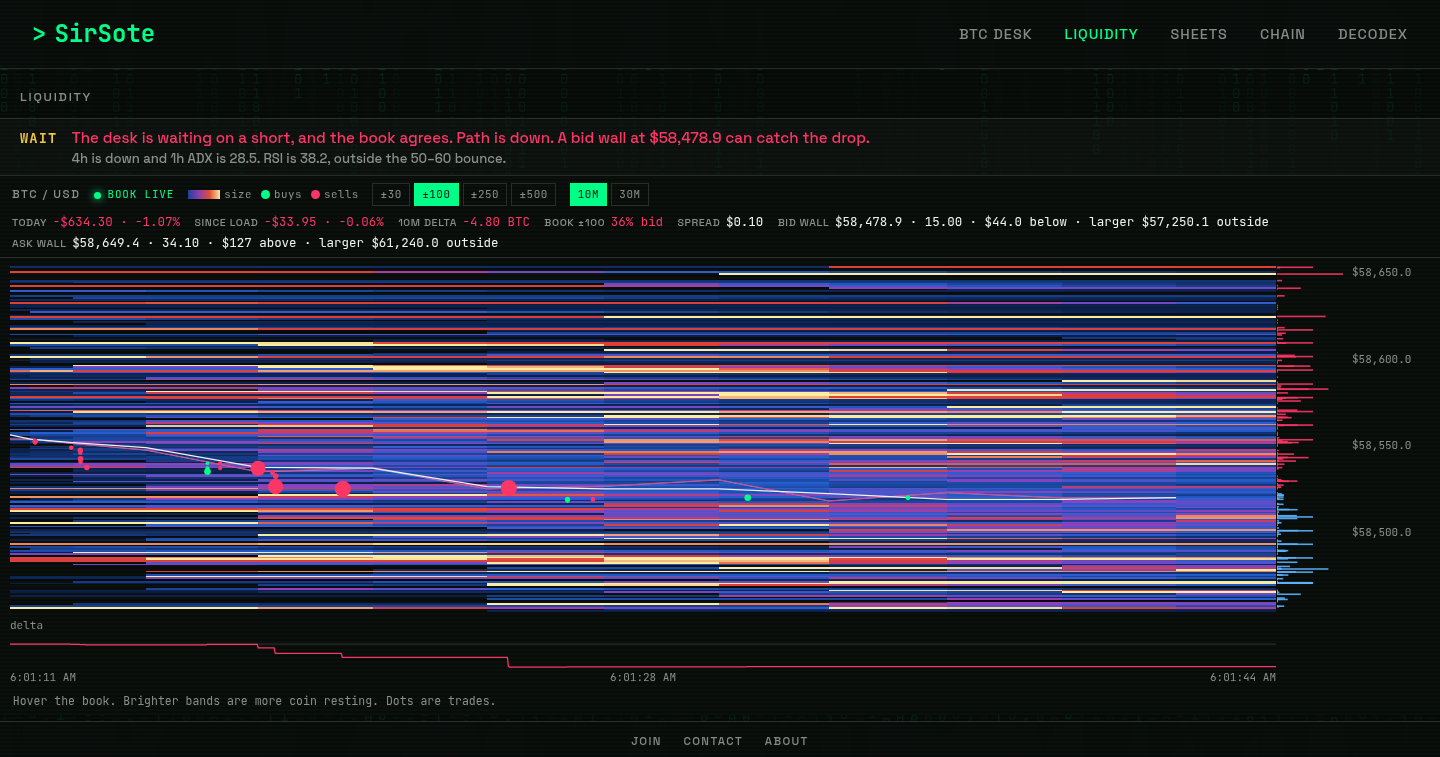 > SirSote
BTC DESK LIQUIDITY SHEETS CHAIN DECODEX
LIQUIDITY
WAIT The desk is waiting on a short, and the book agrees. Path is down. A bid wall at $58,478.9 can catch the drop.
4h is down and 1h ADX is 28.5. RSI is 38.2, outside the 50–60 bounce.
BTC / USD BOOK LIVE size buys sells ±30 ±100 ±250 ±500 10M 30M
TODAY -$634.30 · -1.07% SINCE LOAD -$33.95 · -0.06% 10M DELTA -4.80 BTC BOOK ±100 36% bid SPREAD $0.10 BID WALL $58,478.9 · 15.00 · $44.0 below · larger $57,250.1 outside
ASK WALL $58,649.4 · 34.10 · $127 above · larger $61,240.0 outside
$58,650.0
$58,600.0
$58,550.0
$58,500.0
delta
6:01:11 AM 6:01:28 AM 6:01:44 AM
Hover the book. Brighter bands are more coin resting. Dots are trades.
JOIN CONTACT ABOUT